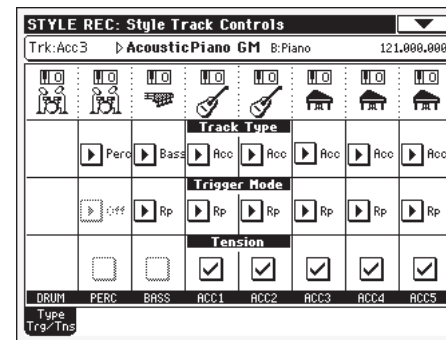 STYLE REC: Style Track Controls
Trk:Acc3 AcousticPiano GM B:Piano 121.000.000
Track Type
Perc Bass Acc Acc Acc Acc Acc
Trigger Mode
Off Rp Rp Rp Rp Rp Rp
Tension
DRUM PERC BASS ACC1 ACC2 ACC3 ACC4 ACC5
Type
Trg/Tns